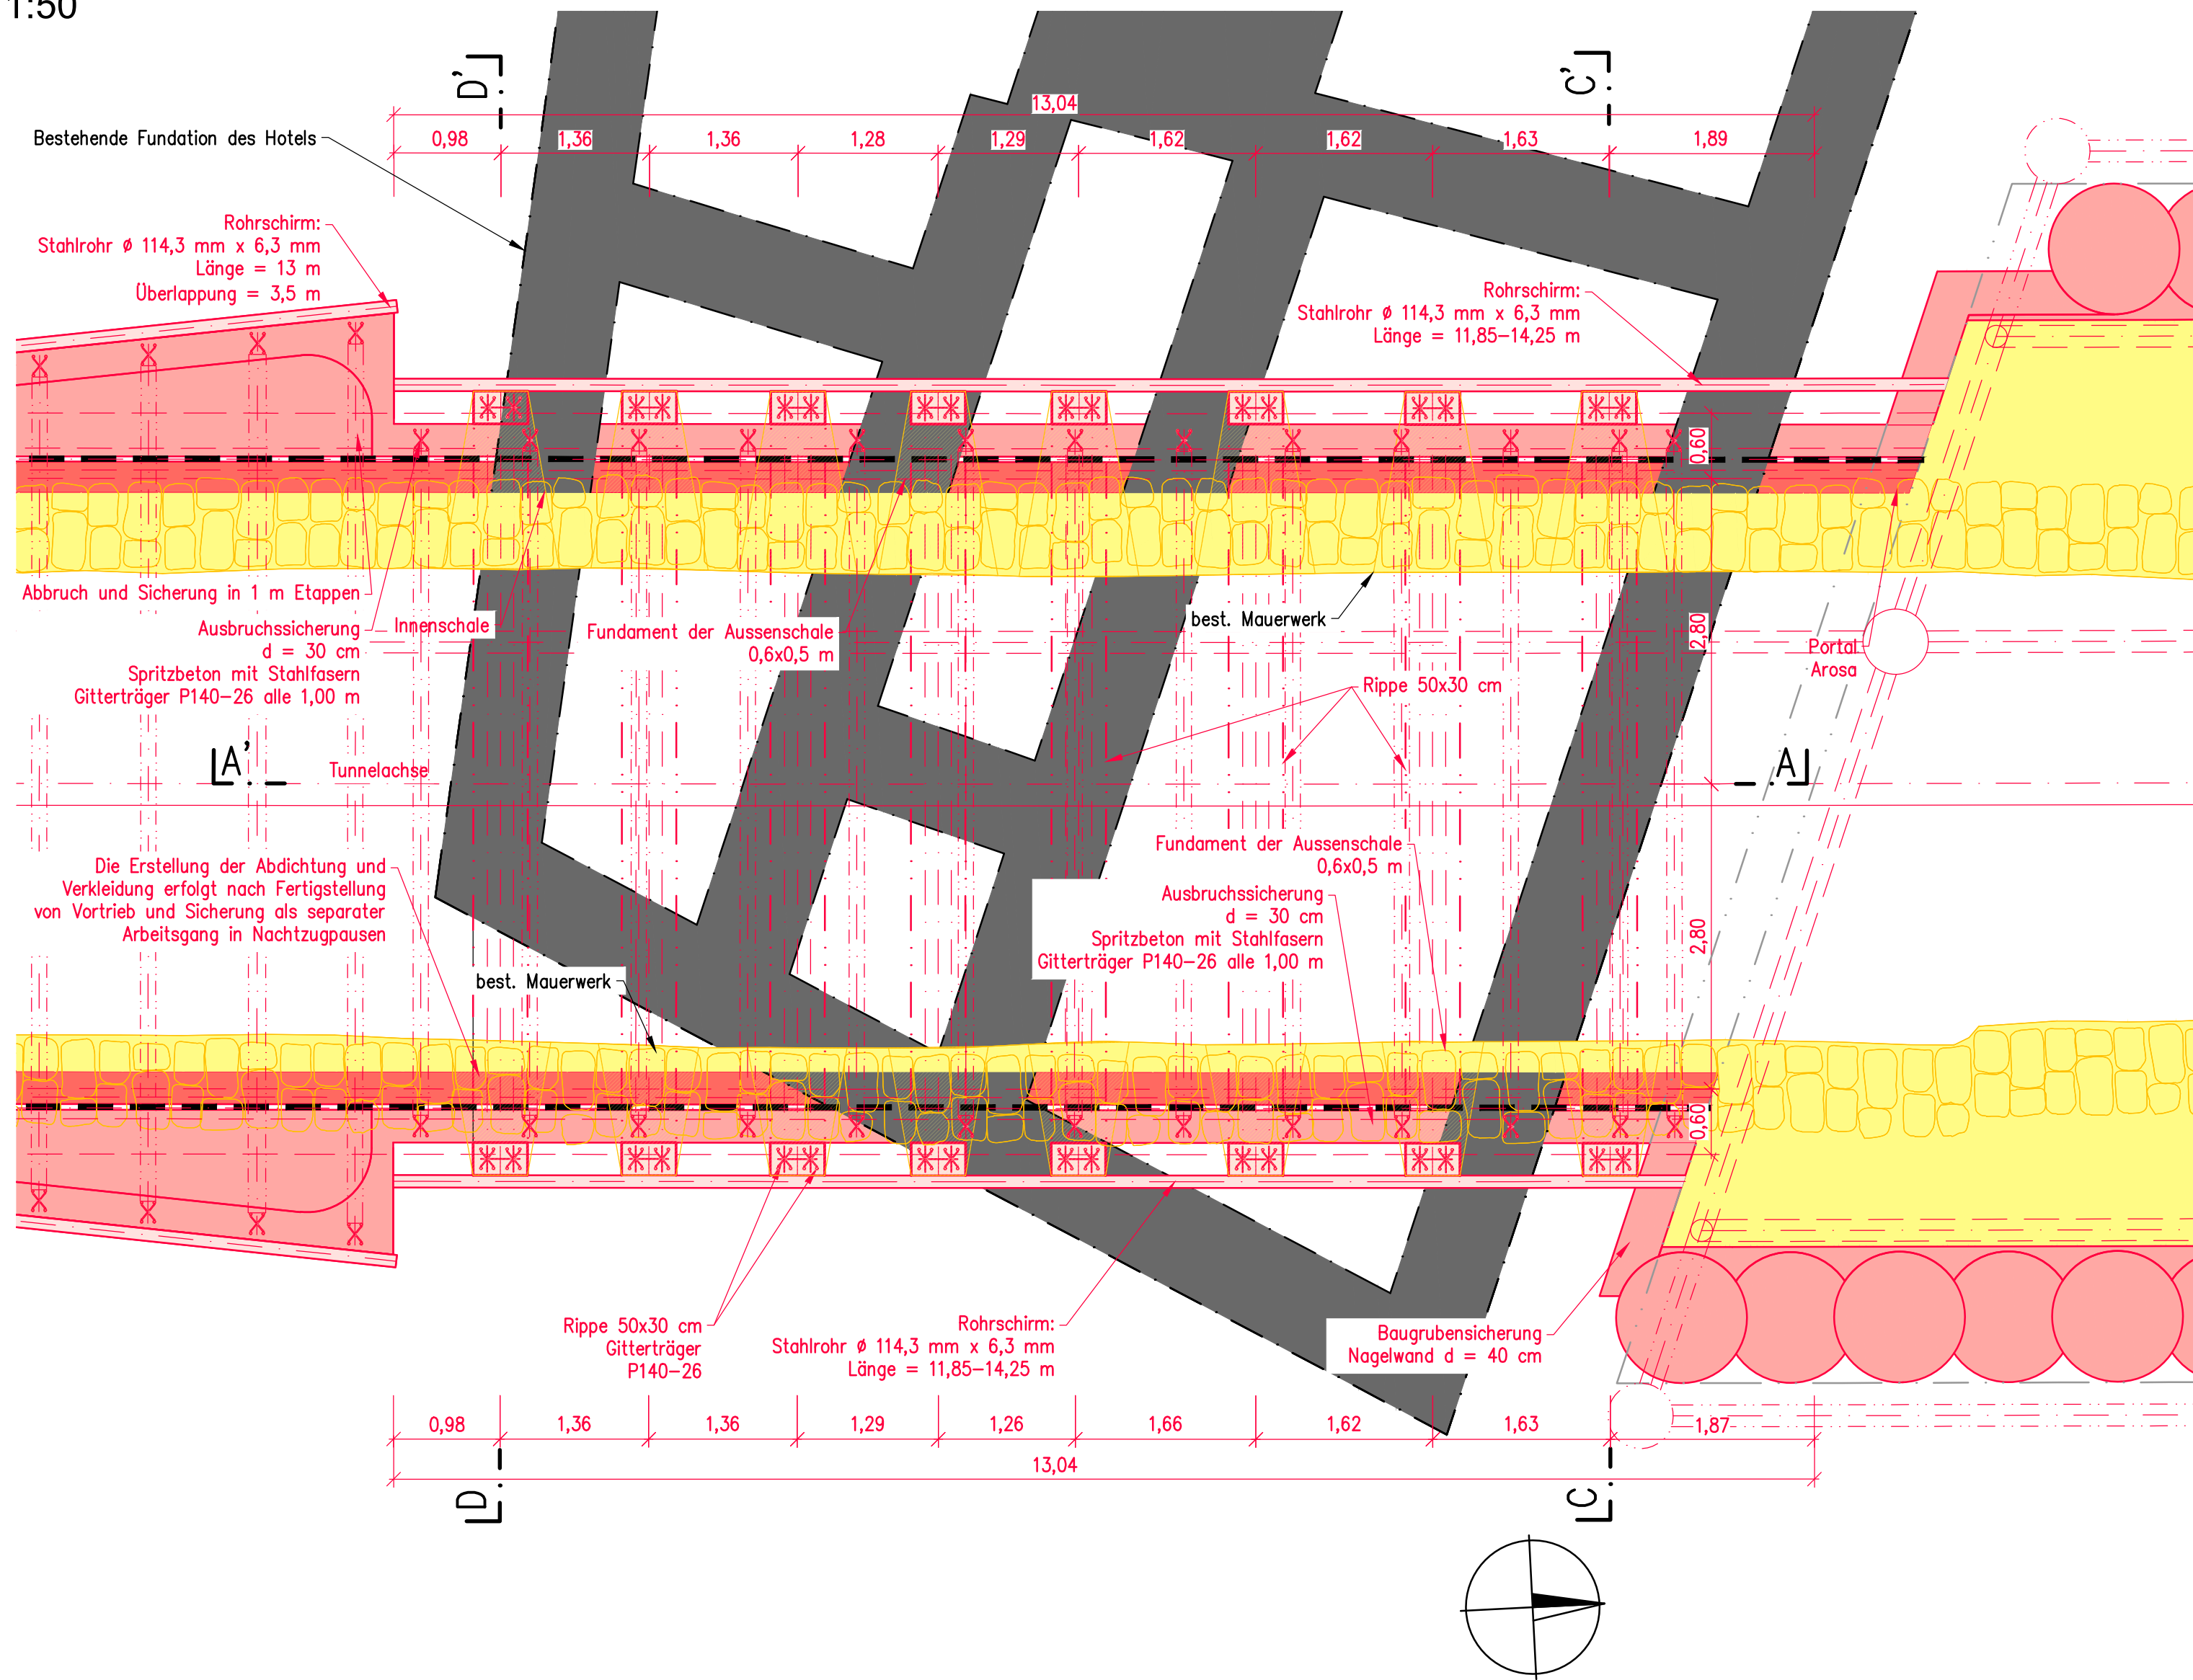 1:50
D'
C'
13,04
Bestehende Fundation des Hotels
0,98
1,36
1,36
1,28
1,29
1,62
1,62
1,63
1,89
Rohrschirm:
Stahlrohr ø 114,3 mm x 6,3 mm
Länge = 13 m
Überlappung = 3,5 m
Rohrschirm:
Stahlrohr ø 114,3 mm x 6,3 mm
Länge = 11,85–14,25 m
0,60
Abbruch und Sicherung in 1 m Etappen
Ausbruchssicherung
d = 30 cm
Spritzbeton mit Stahlfasern
Gitterträger P140–26 alle 1,00 m
Innenschale
Fundament der Aussenschale
0,6x0,5 m
best. Mauerwerk
2,80
Portal
Arosa
Rippe 50x30 cm
A'
Tunnelachse
A
Die Erstellung der Abdichtung und
Verkleidung erfolgt nach Fertigstellung
von Vortrieb und Sicherung als separater
Arbeitsgang in Nachtzugpausen
Fundament der Aussenschale
0,6x0,5 m
Ausbruchssicherung
d = 30 cm
Spritzbeton mit Stahlfasern
Gitterträger P140–26 alle 1,00 m
2,80
best. Mauerwerk
0,60
Rippe 50x30 cm
Gitterträger
P140–26
Rohrschirm:
Stahlrohr ø 114,3 mm x 6,3 mm
Länge = 11,85–14,25 m
Baugrubensicherung
Nagelwand d = 40 cm
0,98
1,36
1,36
1,29
1,26
1,66
1,62
1,63
1,87
13,04
D
C